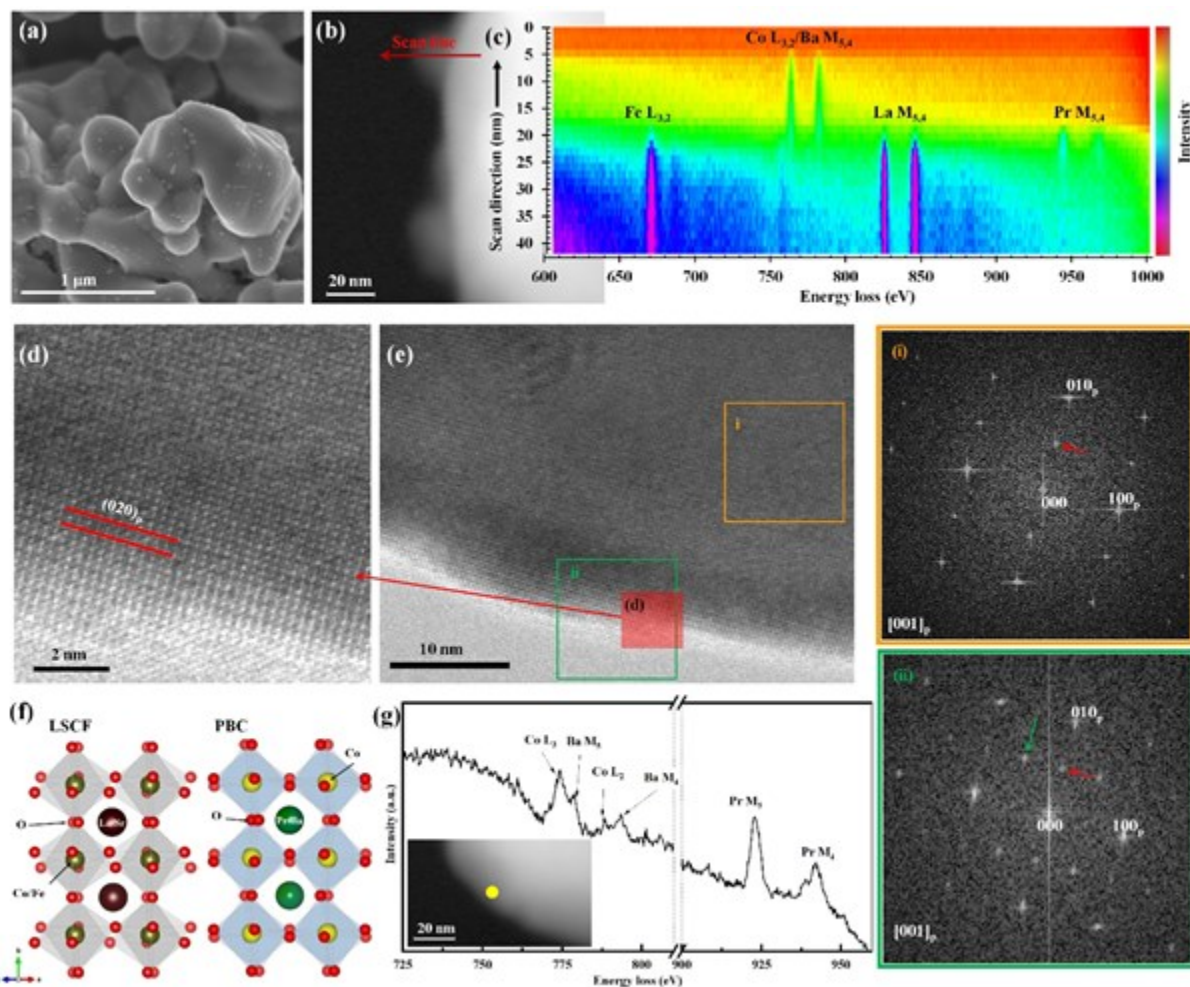 (a)
1 μm
(b)
Scan line
20 nm
(c)
Co L3,2/Ba M5,4
Fe L3,2
La M5,4
Pr M5,4
Scan direction (nm)
0
5
10
15
20
25
30
35
40
600
650
700
750
800
850
900
950
1000
Energy loss (eV)
Intensity
(d)
(020)p
2 nm
(e)
i
ii
(d)
10 nm
(i)
010p
000
100p
[001]p
(ii)
010p
000
100p
[001]p
(f)
LSCF
PBC
Co
O
O
La/Sr
Pr/Ba
Co/Fe
(g)
Co L3
Ba M5
Co L2
Ba M4
Pr M5
Pr M4
Intensity (a.u.)
20 nm
725
745
765
785
800
900
925
950
Energy loss (eV)